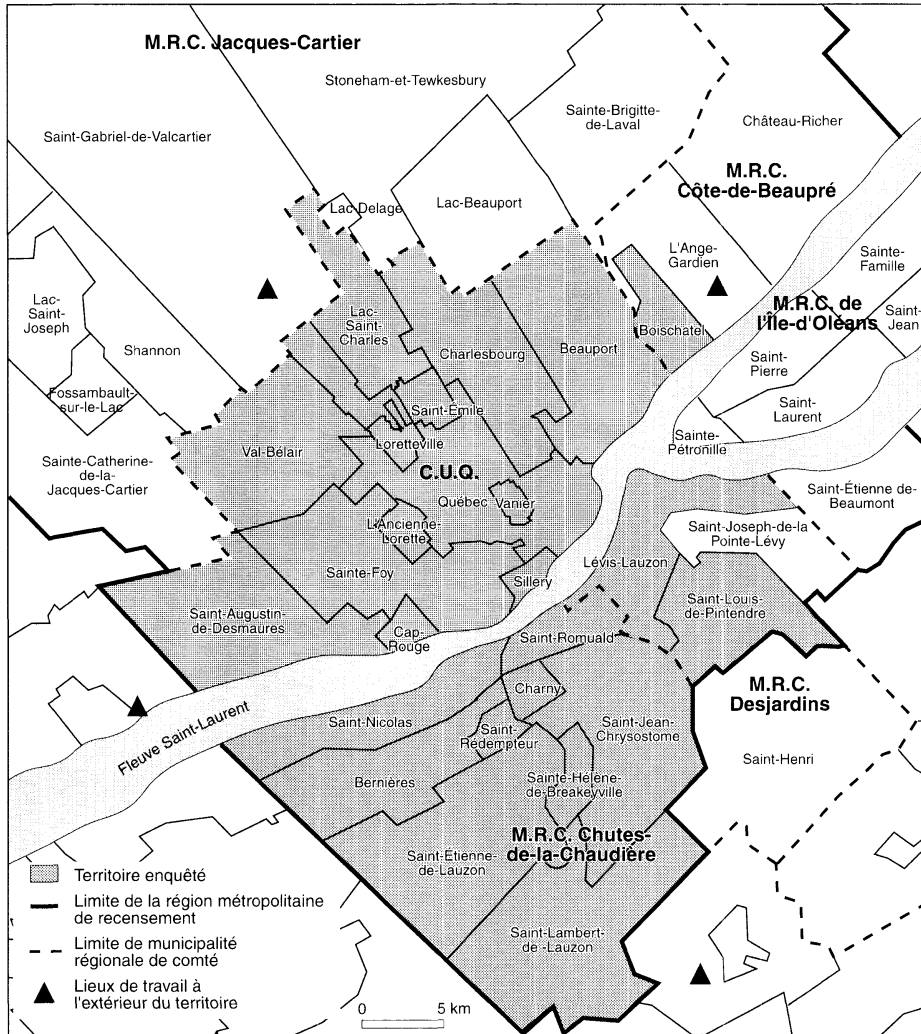 M.R.C. Jacques-Cartier
Stoneham-et-Tewkesbury
Sainte-Brigitte
de-Laval
Château-Richer
Saint-Gabriel-de-Valcartier
M.R.C.
Côte-de-Beaupré
Lac-Delage
Lac-Beauport
L'Ange-
Gardien
Sainte-
Famille
Lac-
Saint-
Joseph
Lac-
Saint-
Charles
M.R.C. de
l'Île-d'Oléans
Saint-
Jean
Boischatel
Shannon
Charlesbourg
Beauport
Saint-
Pierre
Fossambault-
sur-le-Lac
Saint-Émile
Saint-
Laurent
Val-Bélair
Loretteville
Sainte-
Pétronille
Sainte-Catherine-
de-la-
Jacques-Cartier
C.U.Q.
Québec
Vanier
Saint-Étienne de-
Beaumont
L'Ancienne-
Lorette
Saint-Joseph-de-la
Pointe-Lévy
Sainte-Foy
Sillery
Lévis-Lauzon
Saint-Augustin-
de-Desmaures
Saint-Louis-
de-Pintendre
Cap-
Rouge
Saint-Romuald
M.R.C.
Desjardins
Charny
Fleuve Saint-Laurent
Saint-Nicolas
Saint-
Rédempteur
Saint-Jean-
Chrysostome
Saint-Henri
Bernières
Sainte-Hélène-
de-Breakeyville
M.R.C. Chutes-
de-la-Chaudière
Saint-Étienne-
de-Lauzon
Saint-Lambert-
de -Lauzon
Territoire enquêté
Limite de la région métropolitaine
de recensement
Limite de municipalité
régionale de comté
Lieux de travail à
l'extérieur du territoire
0 5 km